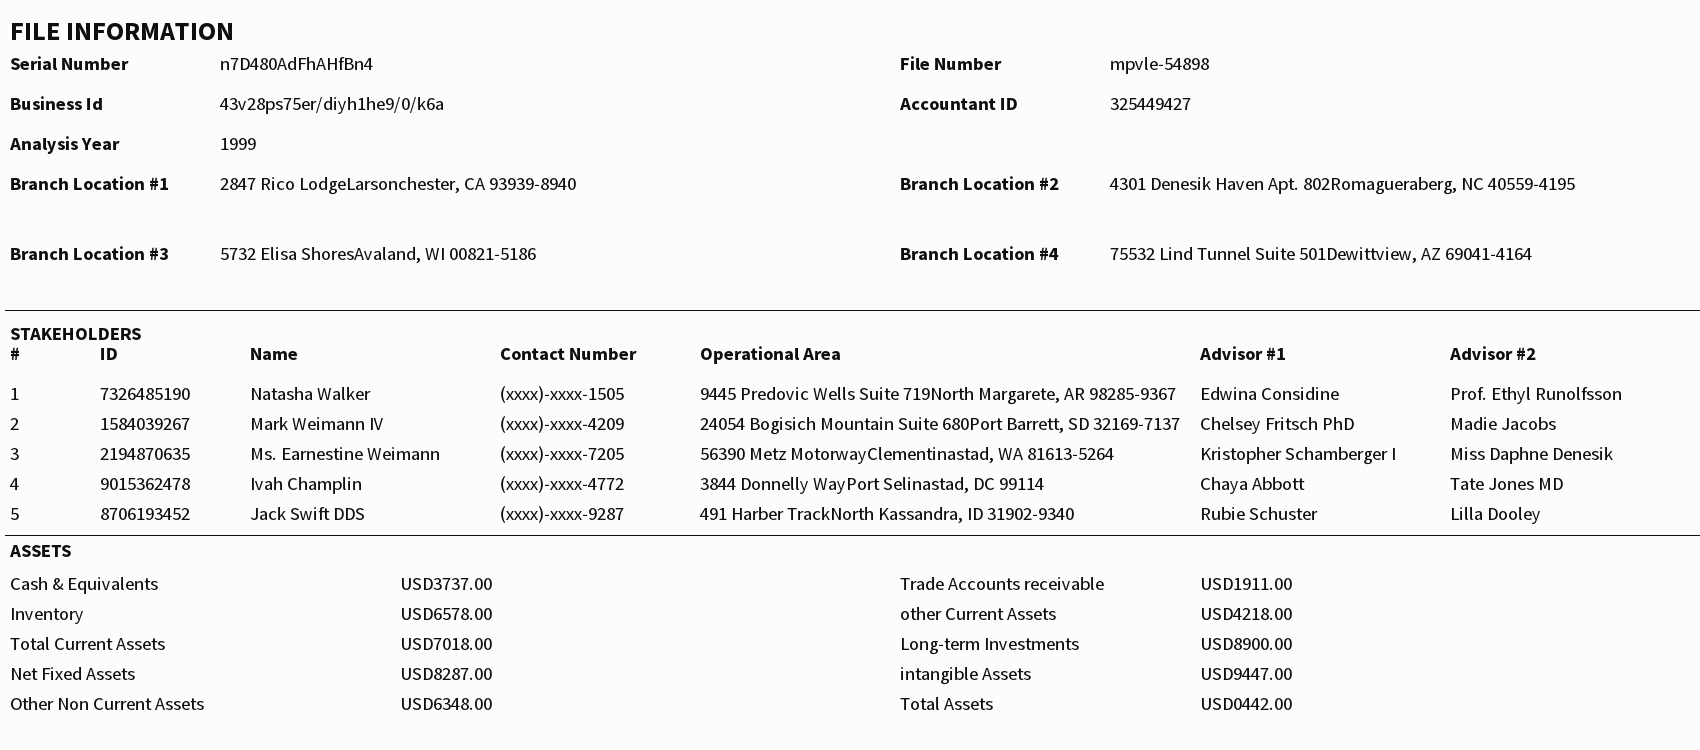 FILE INFORMATION
Serial Number n7D480AdFhAHfBn4 File Number mpvle-54898
Business Id 43v28ps75er/diyh1he9/0/k6a Accountant ID 325449427
Analysis Year 1999
Branch Location #1 2847 Rico LodgeLarsonchester, CA 93939-8940 Branch Location #2 4301 Denesik Haven Apt. 802Romagueraberg, NC 40559-4195
Branch Location #3 5732 Elisa ShoresAvaland, WI 00821-5186 Branch Location #4 75532 Lind Tunnel Suite 501Dewittview, AZ 69041-4164
STAKEHOLDERS
# ID Name Contact Number Operational Area Advisor #1 Advisor #2
1 7326485190 Natasha Walker (xxxx)-xxxx-1505 9445 Predovic Wells Suite 719North Margarete, AR 98285-9367 Edwina Considine Prof. Ethyl Runolfsson
2 1584039267 Mark Weimann IV (xxxx)-xxxx-4209 24054 Bogisich Mountain Suite 680Port Barrett, SD 32169-7137 Chelsey Fritsch PhD Madie Jacobs
3 2194870635 Ms. Earnestine Weimann (xxxx)-xxxx-7205 56390 Metz MotorwayClementinastad, WA 81613-5264 Kristopher Schamberger I Miss Daphne Denesik
4 9015362478 Ivah Champlin (xxxx)-xxxx-4772 3844 Donnelly WayPort Selinastad, DC 99114 Chaya Abbott Tate Jones MD
5 8706193452 Jack Swift DDS (xxxx)-xxxx-9287 491 Harber TrackNorth Kassandra, ID 31902-9340 Rubie Schuster Lilla Dooley
ASSETS
Cash & Equivalents USD3737.00 Trade Accounts receivable USD1911.00
Inventory USD6578.00 other Current Assets USD4218.00
Total Current Assets USD7018.00 Long-term Investments USD8900.00
Net Fixed Assets USD8287.00 intangible Assets USD9447.00
Other Non Current Assets USD6348.00 Total Assets USD0442.00